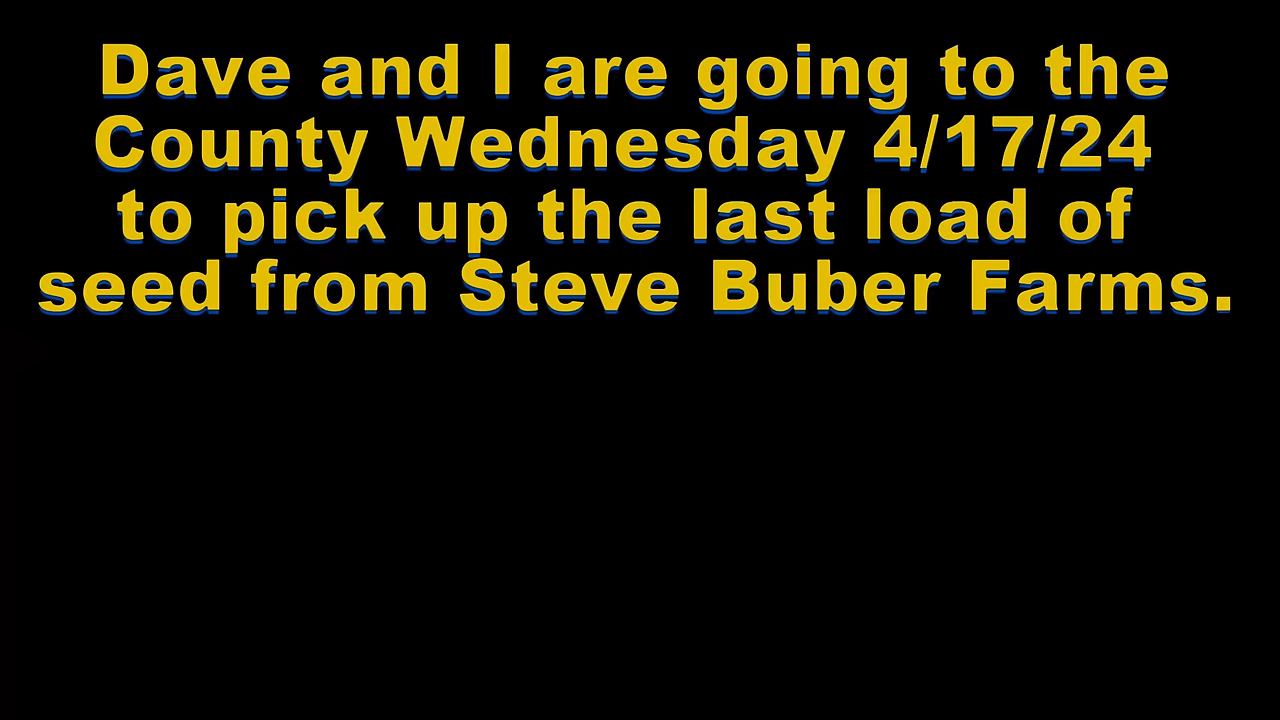 Dave and I are going to the
County Wednesday 4/17/24
to pick up the last load of
seed from Steve Buber Farms.